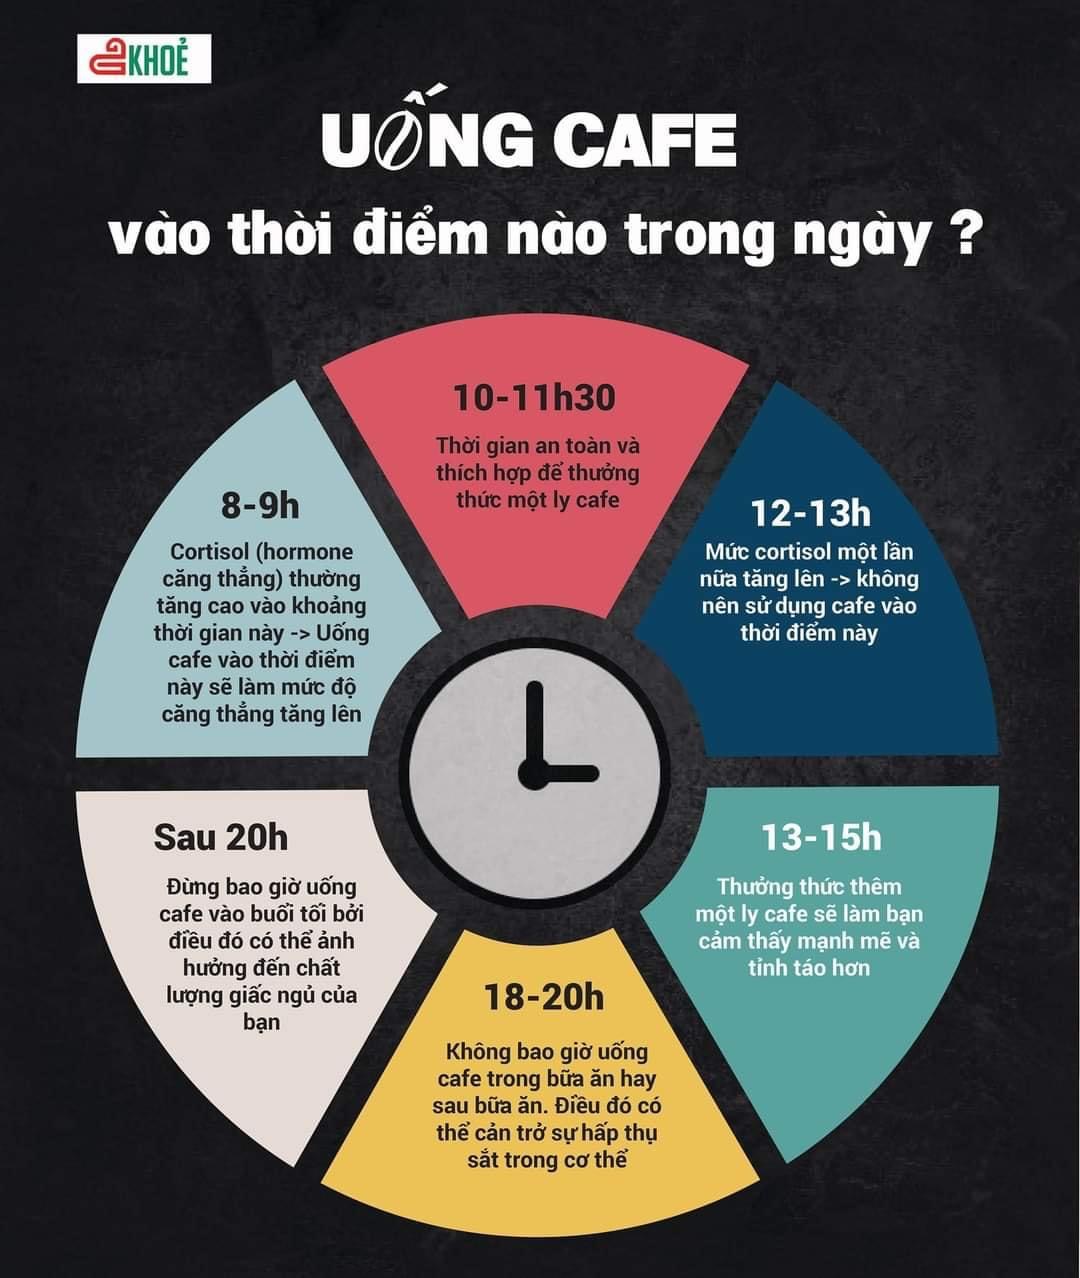 KHOẺ
UỐNG CAFE
vào thời điểm nào trong ngày ?
10-11h30
Thời gian an toàn và
thích hợp để thưởng
thức một ly cafe
12-13h
Mức cortisol một lần
nữa tăng lên -> không
nên sử dụng cafe vào
thời điểm này
13-15h
Thưởng thức thêm
một ly cafe sẽ làm bạn
cảm thấy mạnh mẽ và
tỉnh táo hơn
18-20h
Không bao giờ uống
cafe trong bữa ăn hay
sau bữa ăn. Điều đó có
thể cản trở sự hấp thụ
sắt trong cơ thể
Sau 20h
Đừng bao giờ uống
cafe vào buổi tối bởi
điều đó có thể ảnh
hưởng đến chất
lượng giấc ngủ của
bạn
8-9h
Cortisol (hormone
căng thẳng) thường
tăng cao vào khoảng
thời gian này -> Uống
cafe vào thời điểm
này sẽ làm mức độ
căng thẳng tăng lên